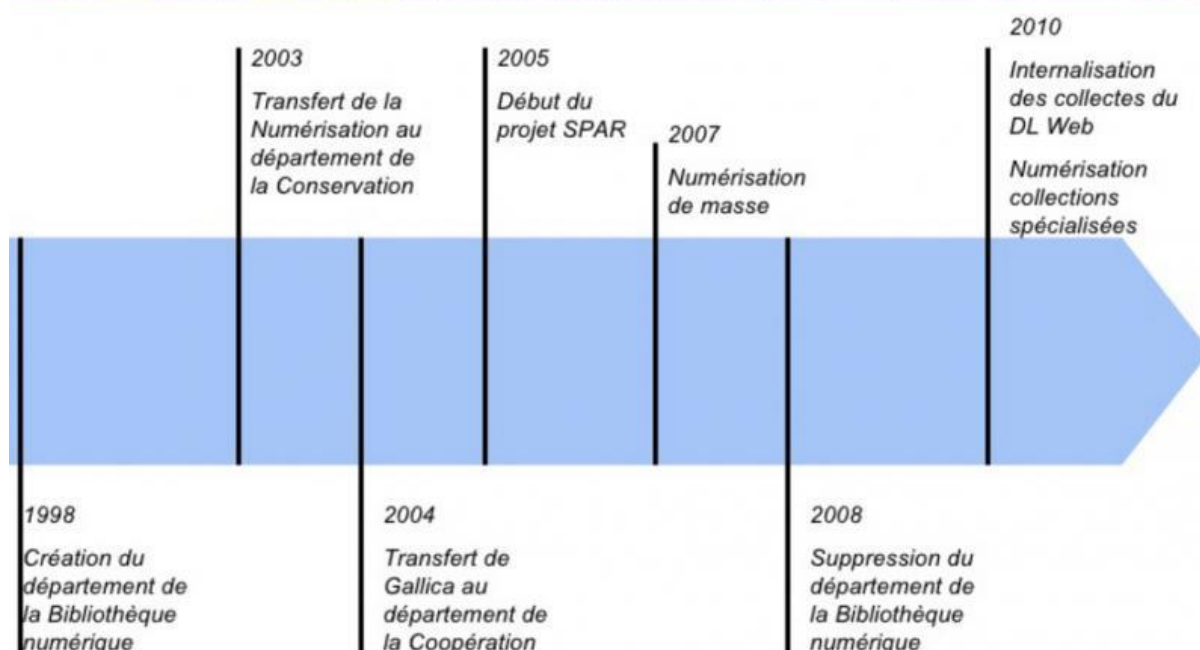 2003
Transfert de la
Numérisation au
département de
la Conservation
2005
Début du
projet SPAR
2007
Numérisation
de masse
2010
Internalisation
des collectes du
DL Web
Numérisation
collections
spécialisées
1998
Création du
département de
la Bibliothèque
numérique
2004
Transfert de
Gallica au
département de
la Coopération
2008
Suppression du
département de
la Bibliothèque
numérique